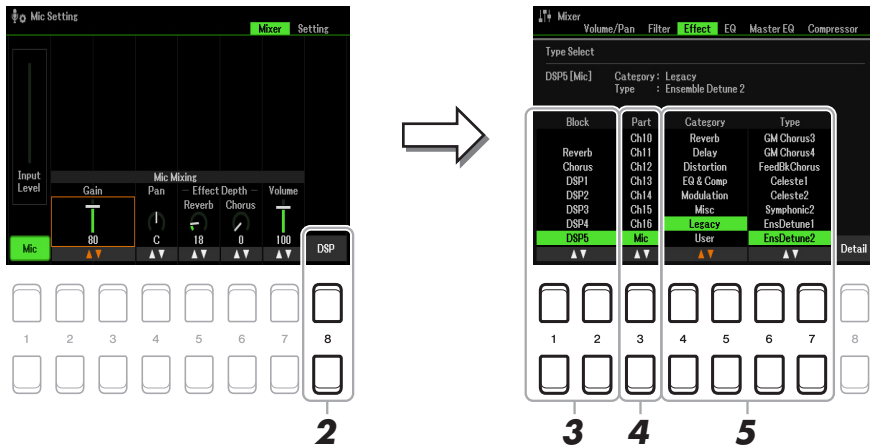 Mic Setting
Mixer Setting
Input Level
Mic Mixing
Gain Pan Effect Depth Volume
Reverb Chorus
80 C 18 0 100
Mic DSP
1 2 3 4 5 6 7 8
2
Mixer
Volume/Pan Filter Effect EQ Master EQ Compressor
Type Select
DSP5 [Mic] Category : Legacy
Type : Ensemble Detune 2
Block Part Category Type
Ch10 Reverb GM Chorus3
Reverb Ch11 Delay GM Chorus4
Chorus Ch12 Distortion FeedBkChorus
DSP1 Ch13 EQ & Comp Celeste1
DSP2 Ch14 Modulation Celeste2
DSP3 Ch15 Misc Symphonic2
DSP4 Ch16 Legacy EnsDetune1
DSP5 Mic User EnsDetune2
Detail
1 2 3 4 5 6 7 8
3 4 5